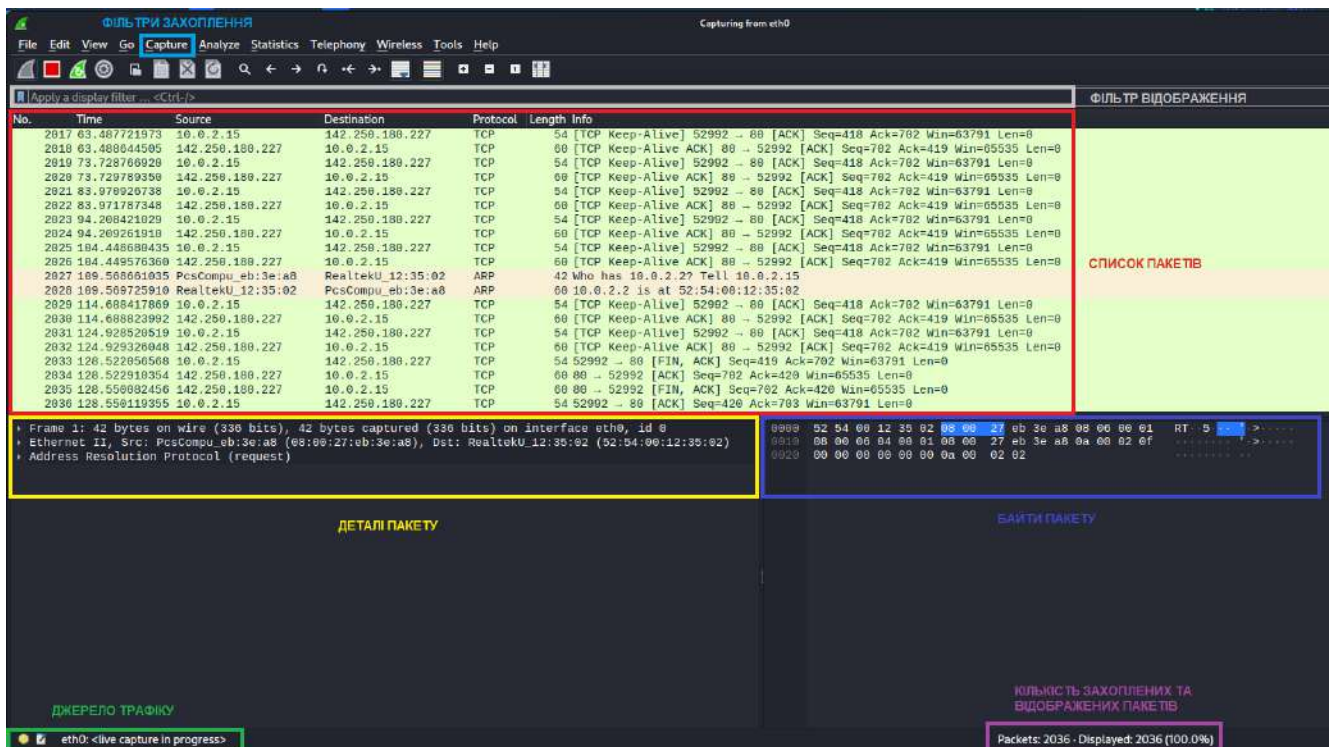 ФІЛЬТРИ ЗАХОПЛЕННЯ
Capturing from eth0
File Edit View Go Capture Analyze Statistics Telephony Wireless Tools Help
Apply a display filter ... <Ctrl-/>
ФІЛЬТР ВІДОБРАЖЕННЯ
No. Time Source Destination Protocol Length Info
2017 63.487721973 10.0.2.15 142.250.180.227 TCP 54 [TCP Keep-Alive] 52992 → 80 [ACK] Seq=418 Ack=702 Win=63791 Len=0
2018 63.488644505 142.250.180.227 10.0.2.15 TCP 60 [TCP Keep-Alive ACK] 80 → 52992 [ACK] Seq=702 Ack=419 Win=65535 Len=0
2019 73.728766920 10.0.2.15 142.250.180.227 TCP 54 [TCP Keep-Alive] 52992 → 80 [ACK] Seq=418 Ack=702 Win=63791 Len=0
2020 73.729789350 142.250.180.227 10.0.2.15 TCP 60 [TCP Keep-Alive ACK] 80 → 52992 [ACK] Seq=702 Ack=419 Win=65535 Len=0
2021 83.970926738 10.0.2.15 142.250.180.227 TCP 54 [TCP Keep-Alive] 52992 → 80 [ACK] Seq=418 Ack=702 Win=63791 Len=0
2022 83.971787348 142.250.180.227 10.0.2.15 TCP 60 [TCP Keep-Alive ACK] 80 → 52992 [ACK] Seq=702 Ack=419 Win=65535 Len=0
2023 94.208421029 10.0.2.15 142.250.180.227 TCP 54 [TCP Keep-Alive] 52992 → 80 [ACK] Seq=418 Ack=702 Win=63791 Len=0
2024 94.209261910 142.250.180.227 10.0.2.15 TCP 60 [TCP Keep-Alive ACK] 80 → 52992 [ACK] Seq=702 Ack=419 Win=65535 Len=0
2025 104.448680435 10.0.2.15 142.250.180.227 TCP 54 [TCP Keep-Alive] 52992 → 80 [ACK] Seq=418 Ack=702 Win=63791 Len=0
2026 104.449576360 142.250.180.227 10.0.2.15 TCP 60 [TCP Keep-Alive ACK] 80 → 52992 [ACK] Seq=702 Ack=419 Win=65535 Len=0
СПИСОК ПАКЕТІВ
2027 109.568661035 PcsCompu_eb:3e:a8 RealtekU_12:35:02 ARP 42 Who has 10.0.2.2? Tell 10.0.2.15
2028 109.569725910 RealtekU_12:35:02 PcsCompu_eb:3e:a8 ARP 60 10.0.2.2 is at 52:54:00:12:35:02
2029 114.688417869 10.0.2.15 142.250.180.227 TCP 54 [TCP Keep-Alive] 52992 → 80 [ACK] Seq=418 Ack=702 Win=63791 Len=0
2030 114.688823992 142.250.180.227 10.0.2.15 TCP 60 [TCP Keep-Alive ACK] 80 → 52992 [ACK] Seq=702 Ack=419 Win=65535 Len=0
2031 124.928520519 10.0.2.15 142.250.180.227 TCP 54 [TCP Keep-Alive] 52992 → 80 [ACK] Seq=418 Ack=702 Win=63791 Len=0
2032 124.929326048 142.250.180.227 10.0.2.15 TCP 60 [TCP Keep-Alive ACK] 80 → 52992 [ACK] Seq=702 Ack=419 Win=65535 Len=0
2033 128.522056568 10.0.2.15 142.250.180.227 TCP 54 52992 → 80 [FIN, ACK] Seq=419 Ack=702 Win=63791 Len=0
2034 128.522910354 142.250.180.227 10.0.2.15 TCP 60 80 → 52992 [ACK] Seq=702 Ack=420 Win=65535 Len=0
2035 128.550082456 142.250.180.227 10.0.2.15 TCP 60 80 → 52992 [FIN, ACK] Seq=702 Ack=420 Win=65535 Len=0
2036 128.550119355 10.0.2.15 142.250.180.227 TCP 54 52992 → 80 [ACK] Seq=420 Ack=703 Win=63791 Len=0
Frame 1: 42 bytes on wire (336 bits), 42 bytes captured (336 bits) on interface eth0, id 0
Ethernet II, Src: PcsCompu_eb:3e:a8 (08:00:27:eb:3e:a8), Dst: RealtekU_12:35:02 (52:54:00:12:35:02)
Address Resolution Protocol (request)
0000 52 54 00 12 35 02 08 00 27 eb 3e a8 08 06 00 01 RT··5···'·>·····
0010 08 00 06 04 00 01 08 00 27 eb 3e a8 0a 00 02 0f ········'·>·····
0020 00 00 00 00 00 00 0a 00 02 02 ··········
ДЕТАЛІ ПАКЕТУ
БАЙТИ ПАКЕТУ
ДЖЕРЕЛО ТРАФІКУ
КІЛЬКІСТЬ ЗАХОПЛЕНИХ ТА
ВІДОБРАЖЕНИХ ПАКЕТІВ
eth0: <live capture in progress>
Packets: 2036 · Displayed: 2036 (100.0%)